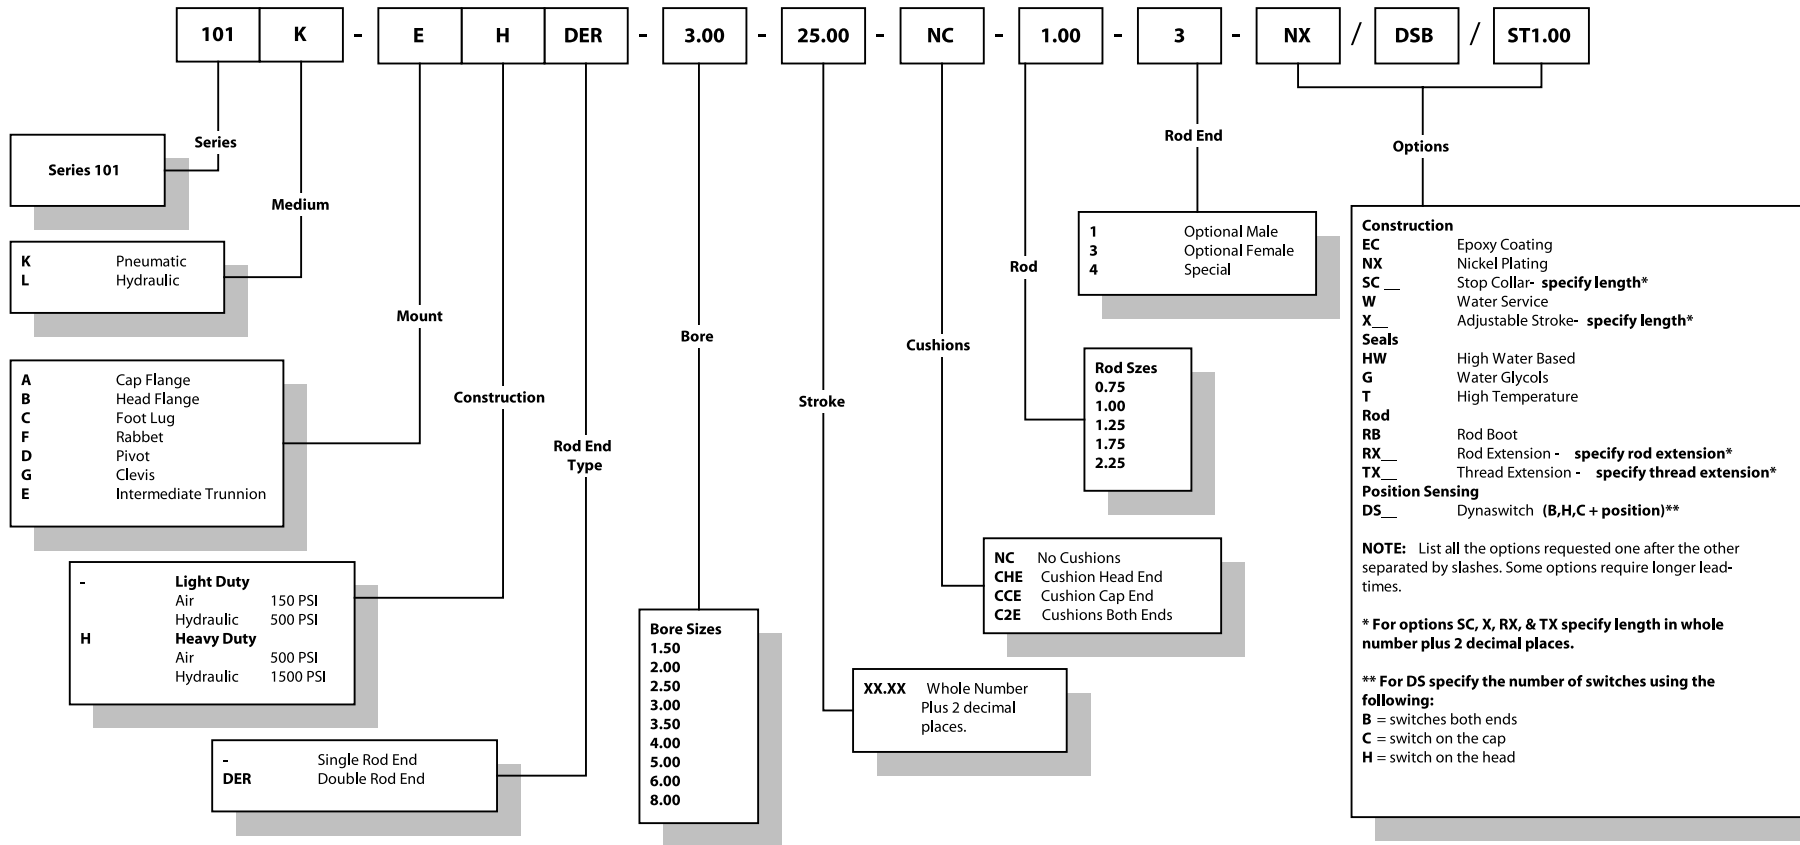 101 K - E H DER - 3.00 - 25.00 - NC - 1.00 - 3 - NX / DSB / ST1.00
Series
Series 101
Medium
K Pneumatic
L Hydraulic
Mount
A Cap Flange
B Head Flange
C Foot Lug
F Rabbet
D Pivot
G Clevis
E Intermediate Trunnion
Construction
- Light Duty
Air 150 PSI
Hydraulic 500 PSI
H Heavy Duty
Air 500 PSI
Hydraulic 1500 PSI
Rod End
Type
- Single Rod End
DER Double Rod End
Bore
Bore Sizes
1.50
2.00
2.50
3.00
3.50
4.00
5.00
6.00
8.00
Stroke
XX.XX Whole Number
Plus 2 decimal
places.
Cushions
NC No Cushions
CHE Cushion Head End
CCE Cushion Cap End
C2E Cushions Both Ends
Rod
Rod Szes
0.75
1.00
1.25
1.75
2.25
Rod End
1 Optional Male
3 Optional Female
4 Special
Options
Construction
EC Epoxy Coating
NX Nickel Plating
SC __ Stop Collar- specify length*
W Water Service
X__ Adjustable Stroke- specify length*
Seals
HW High Water Based
G Water Glycols
T High Temperature
Rod
RB Rod Boot
RX__ Rod Extension - specify rod extension*
TX__ Thread Extension - specify thread extension*
Position Sensing
DS__ Dynaswitch (B,H,C + position)**
NOTE: List all the options requested one after the other
separated by slashes. Some options require longer lead-
times.
* For options SC, X, RX, & TX specify length in whole
number plus 2 decimal places.
** For DS specify the number of switches using the
following:
B = switches both ends
C = switch on the cap
H = switch on the head